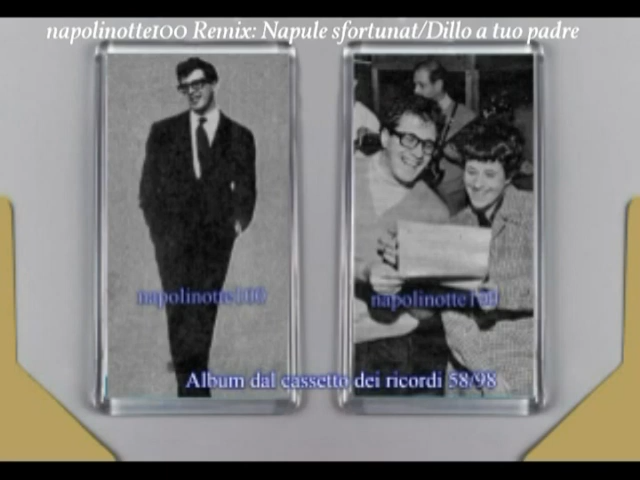 napolinotte100 Remix: Napule sfortunat/Dillo a tuo padre
napolinotte100
napolinotte100
Album dal cassetto dei ricordi 58/98